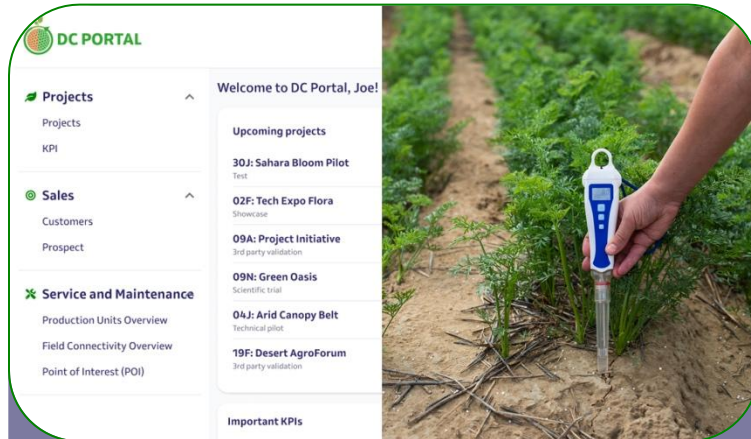 DC PORTAL
Projects
Projects
KPI
Sales
Customers
Prospect
Service and Maintenance
Production Units Overview
Field Connectivity Overview
Point of Interest (POI)
Welcome to DC Portal, Joe!
Upcoming projects
30J: Sahara Bloom Pilot
Test
02F: Tech Expo Flora
Showcase
09A: Project Initiative
3rd party validation
09N: Green Oasis
Scientific trial
04J: Arid Canopy Belt
Technical pilot
19F: Desert AgroForum
3rd party validation
Important KPIs